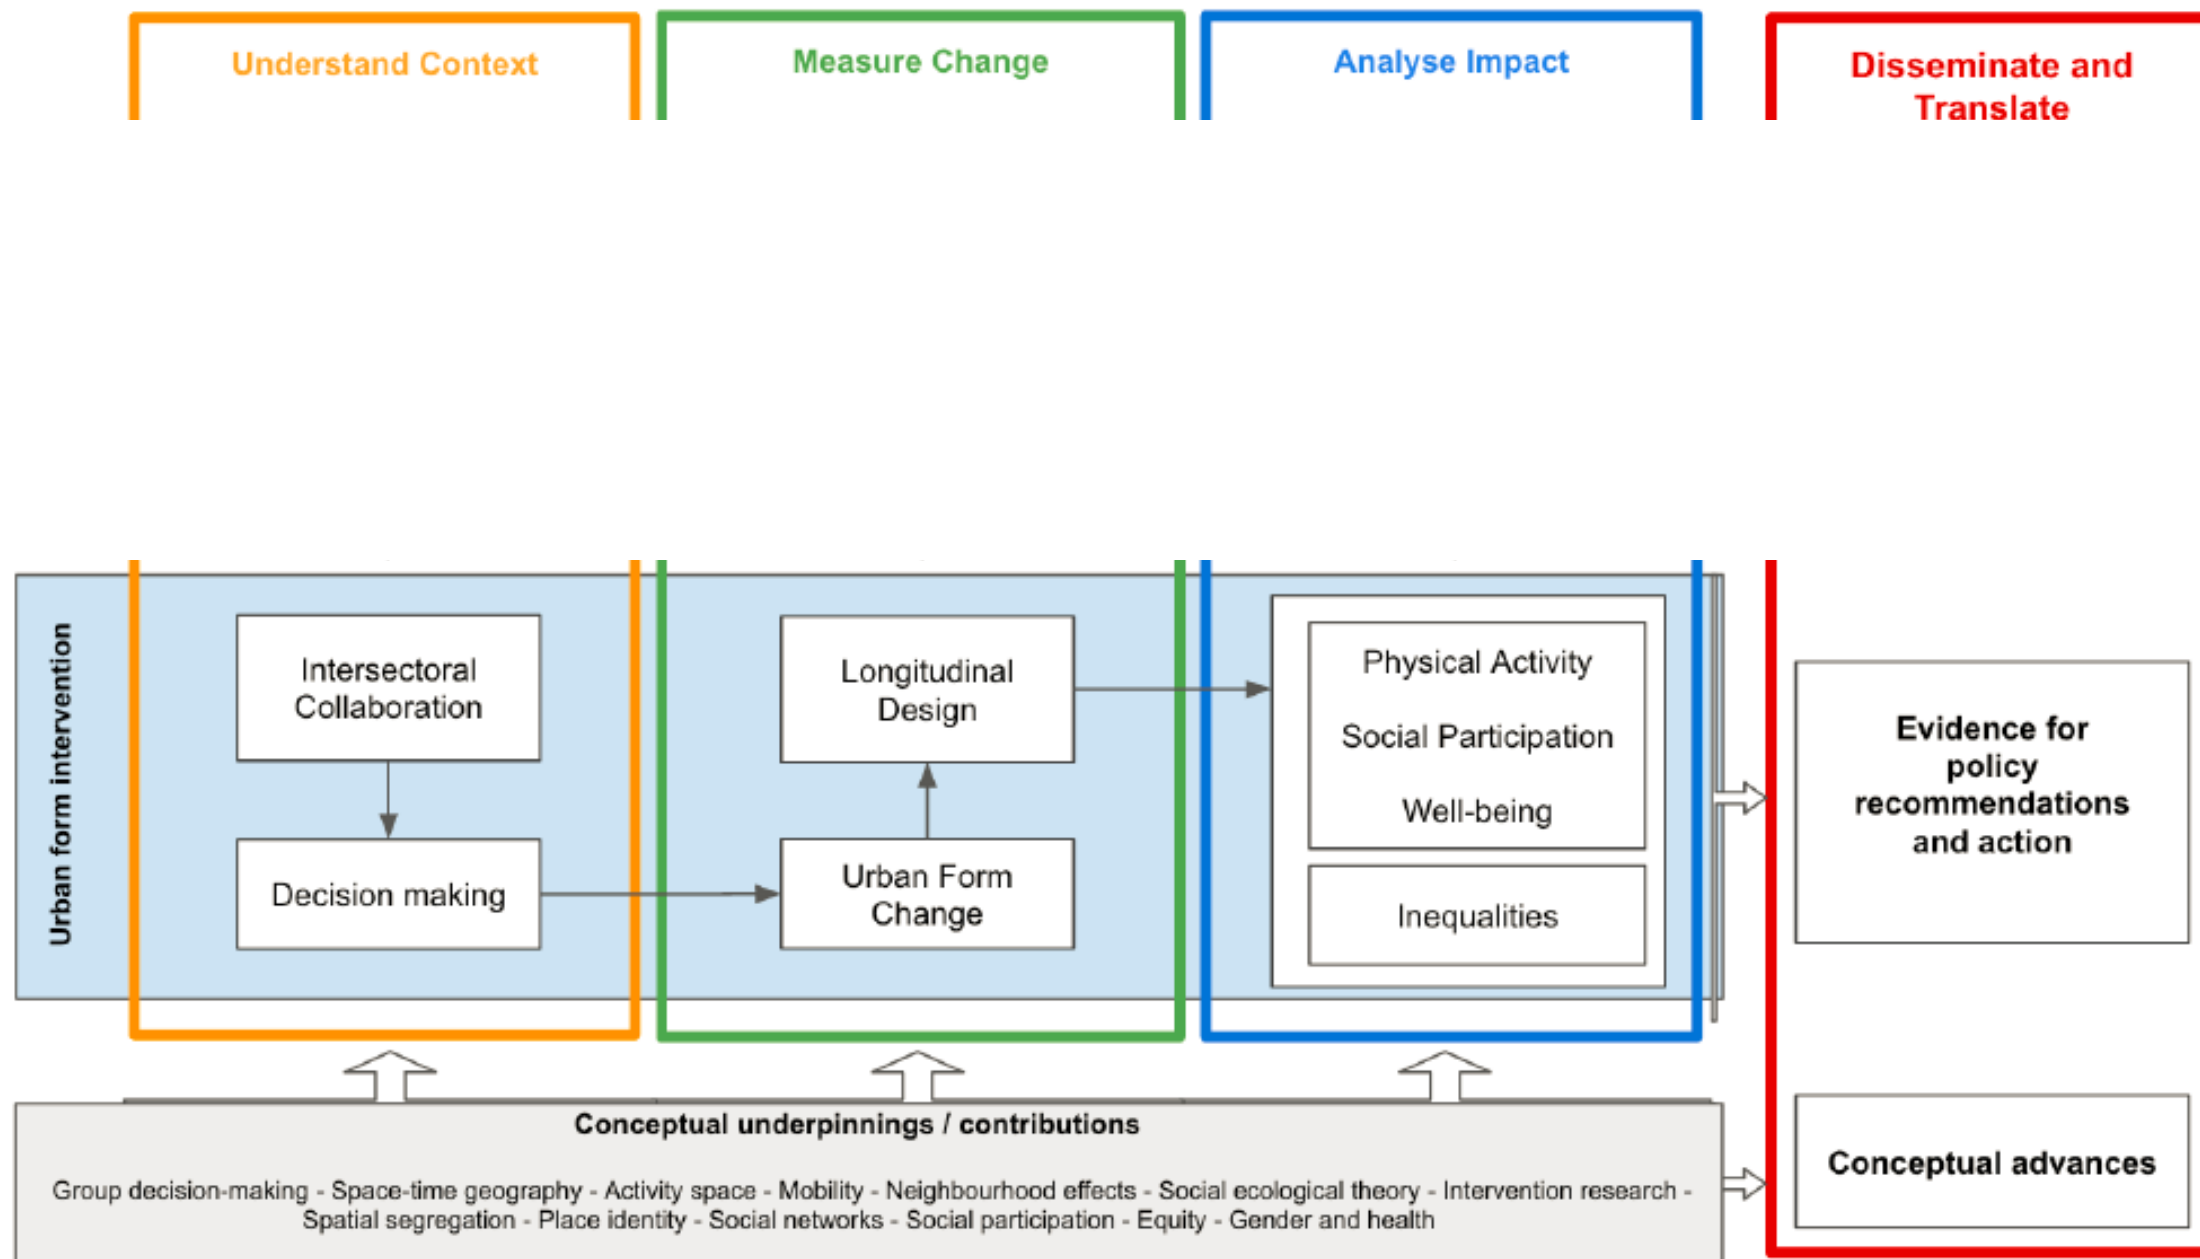 Understand Context
Measure Change
Analyse Impact
Disseminate and
Translate
Urban form intervention
Intersectoral
Collaboration
Decision making
Longitudinal
Design
Urban Form
Change
Physical Activity
Social Participation
Well-being
Inequalities
Evidence for
policy
recommendations
and action
Conceptual underpinnings / contributions
Group decision-making - Space-time geography - Activity space - Mobility - Neighbourhood effects - Social ecological theory - Intervention research -
Spatial segregation - Place identity - Social networks - Social participation - Equity - Gender and health
Conceptual advances